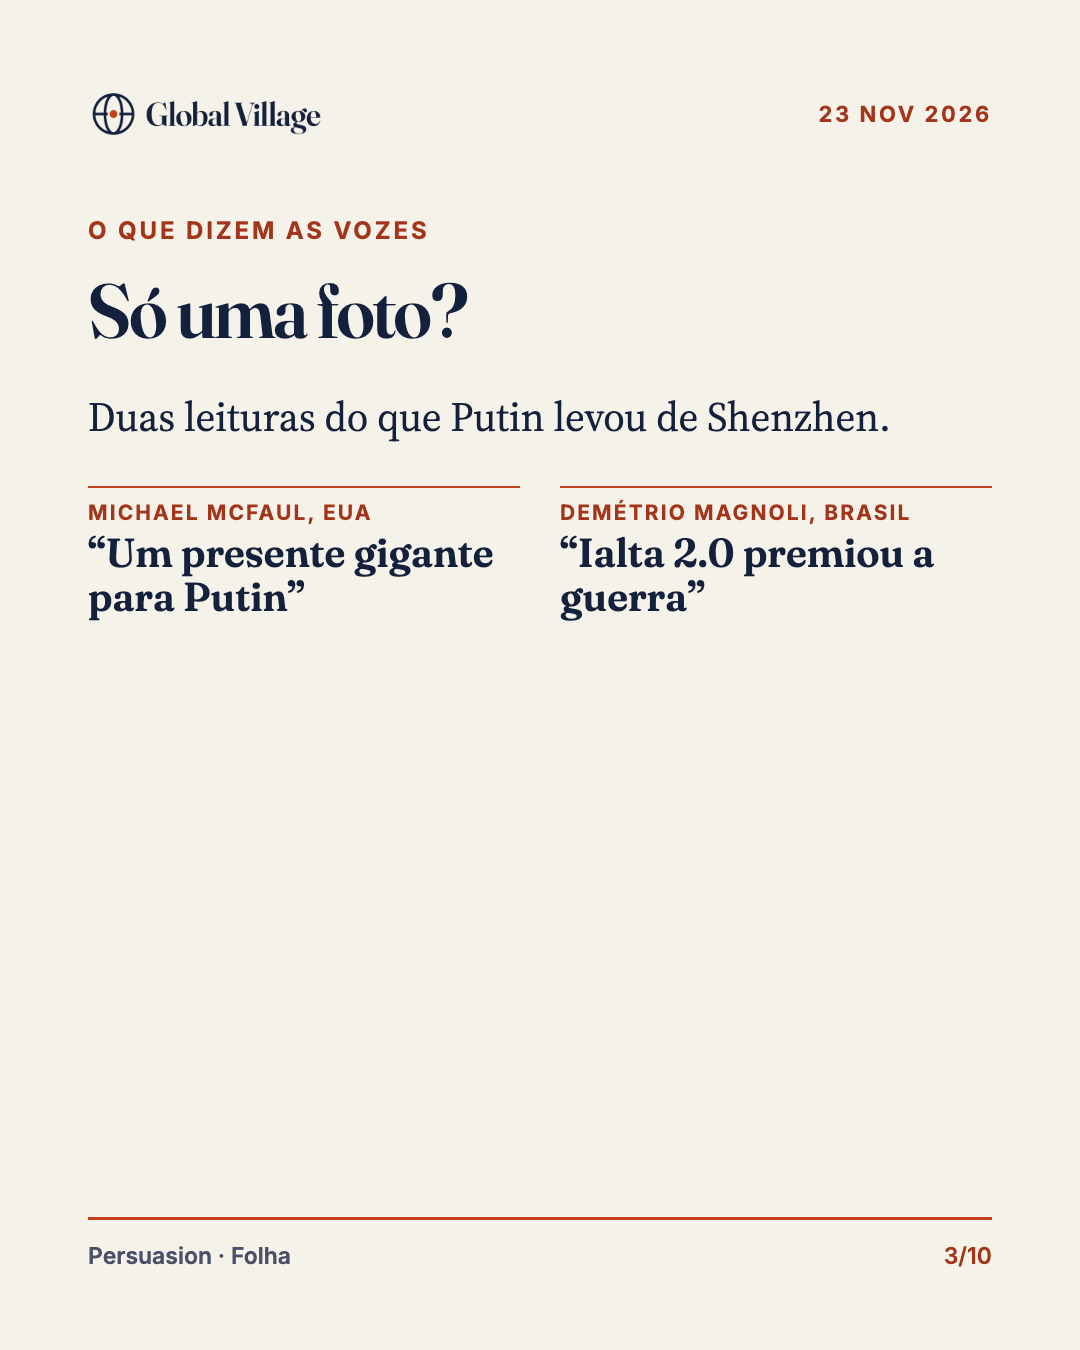 Global Village
23 NOV 2026
O QUE DIZEM AS VOZES
Só uma foto?
Duas leituras do que Putin levou de Shenzhen.
MICHAEL MCFAUL, EUA
“Um presente gigante
para Putin”
DEMÉTRIO MAGNOLI, BRASIL
“Ialta 2.0 premiou a
guerra”
Persuasion · Folha
3/10